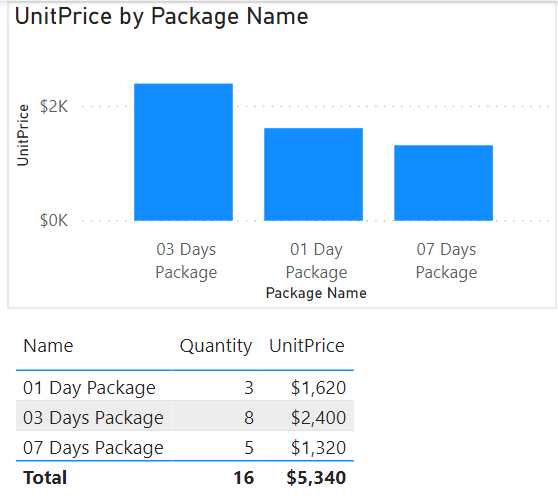 UnitPrice by Package Name
UnitPrice
$2K
$0K
03 Days Package
01 Day Package
07 Days Package
Package Name
Name Quantity UnitPrice
01 Day Package 3 $1,620
03 Days Package 8 $2,400
07 Days Package 5 $1,320
Total 16 $5,340